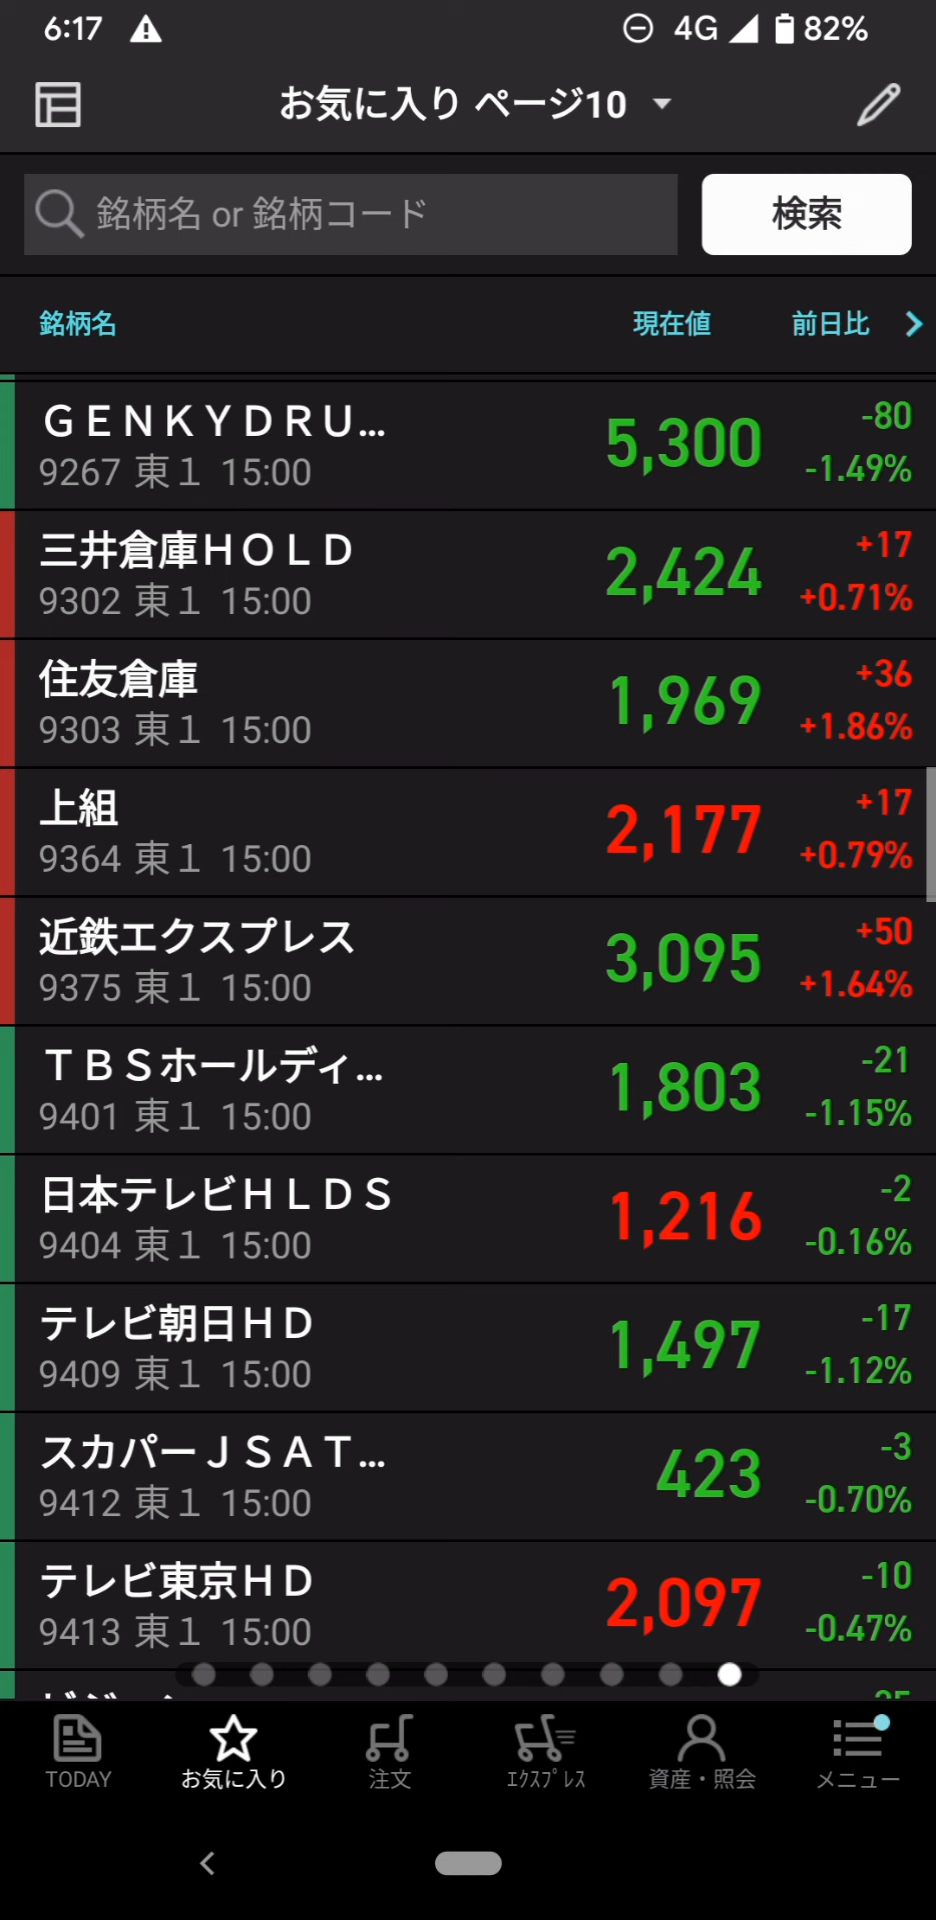 6:17 4G 82%
お気に入り ページ10
銘柄名 or 銘柄コード 検索
銘柄名 現在値 前日比
ＧＥＮＫＹＤＲＵ... 5,300 -80
9267 東１ 15:00 -1.49%
三井倉庫ＨＯＬＤ 2,424 +17
9302 東１ 15:00 +0.71%
住友倉庫 1,969 +36
9303 東１ 15:00 +1.86%
上組 2,177 +17
9364 東１ 15:00 +0.79%
近鉄エクスプレス 3,095 +50
9375 東１ 15:00 +1.64%
ＴＢＳホールディ... 1,803 -21
9401 東１ 15:00 -1.15%
日本テレビＨＬＤＳ 1,216 -2
9404 東１ 15:00 -0.16%
テレビ朝日ＨＤ 1,497 -17
9409 東１ 15:00 -1.12%
スカパーＪＳＡＴ... 423 -3
9412 東１ 15:00 -0.70%
テレビ東京ＨＤ 2,097 -10
9413 東１ 15:00 -0.47%
TODAY お気に入り 注文 ｴｸｽﾌﾟﾚｽ 資産・照会 メニュー